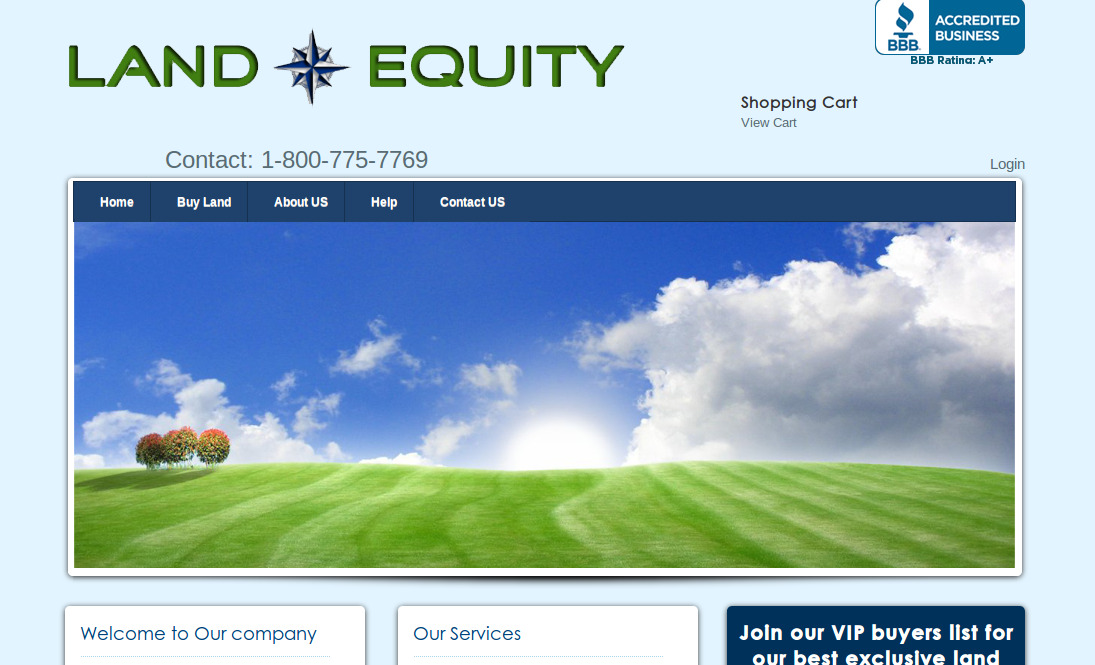 LAND EQUITY
ACCREDITED
BUSINESS
BBB.
BBB Rating: A+
Shopping Cart
View Cart
Contact: 1-800-775-7769
Login
Home Buy Land About US Help Contact US
Welcome to Our company
Our Services
Join our VIP buyers list for
our best exclusive land